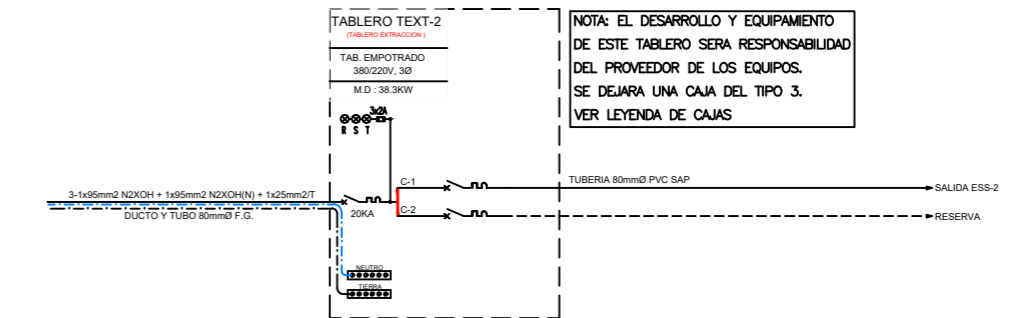 TABLERO TEXT-2
(TABLERO EXTRACCION )
TAB. EMPOTRADO
380/220V, 3Ø
M.D : 38.3KW
NOTA: EL DESARROLLO Y EQUIPAMIENTO
DE ESTE TABLERO SERA RESPONSABILIDAD
DEL PROVEEDOR DE LOS EQUIPOS.
SE DEJARA UNA CAJA DEL TIPO 3.
VER LEYENDA DE CAJAS
3x2A
R S T
C-1
TUBERIA 80mmØ PVC SAP
SALIDA ESS-2
3-1x95mm2 N2XOH + 1x95mm2 N2XOH(N) + 1x25mm2/T
DUCTO Y TUBO 80mmØ F.G.
20KA
C-2
RESERVA
NEUTRO
TIERRA